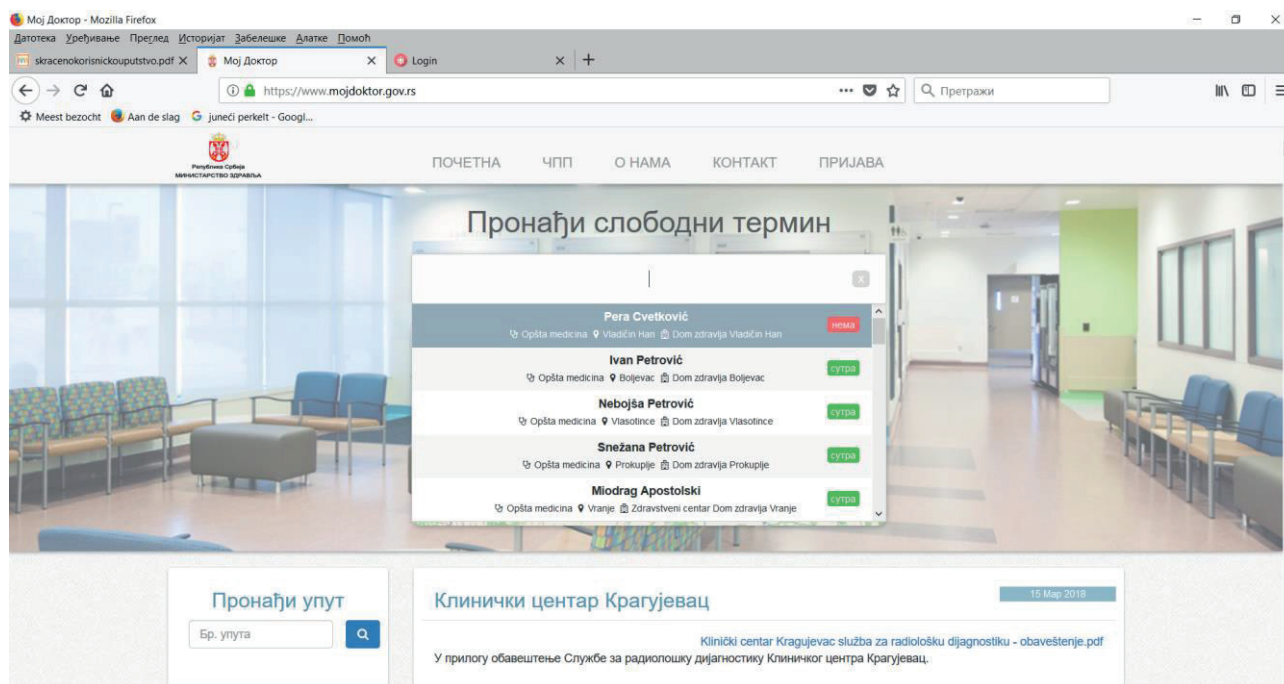 Мој Доктор - Mozilla Firefox
Датотека Уређивање Преглед Историјат Забелешке Алатке Помоћ
skracenokorisnickouputstvo.pdf Мој Доктор Login
https://www.mojdoktor.gov.rs Претражи
Meest bezocht Aan de slag juneći perkelt - Googl...
Република Србија
МИНИСТАРСТВО ЗДРАВЉА
ПОЧЕТНА ЧПП О НАМА КОНТАКТ ПРИЈАВА
Пронађи слободни термин
x
Pera Cvetković
Opšta medicina Vladičin Han Dom zdravlja Vladičin Han нема
Ivan Petrović
Opšta medicina Boljevac Dom zdravlja Boljevac сутра
Nebojša Petrović
Opšta medicina Vlasotince Dom zdravlja Vlasotince сутра
Snežana Petrović
Opšta medicina Prokuplje Dom zdravlja Prokuplje сутра
Miodrag Apostolski
Opšta medicina Vranje Zdravstveni centar Dom zdravlja Vranje сутра
Пронађи упут
Бр. упута
Клинички центар Крагујевац
15 Мар 2018
Klinički centar Kragujevac služba za radiološku dijagnostiku - obaveštenje.pdf
У прилогу обавештење Службе за радиолошку дијагностику Клиничког центра Крагујевац.